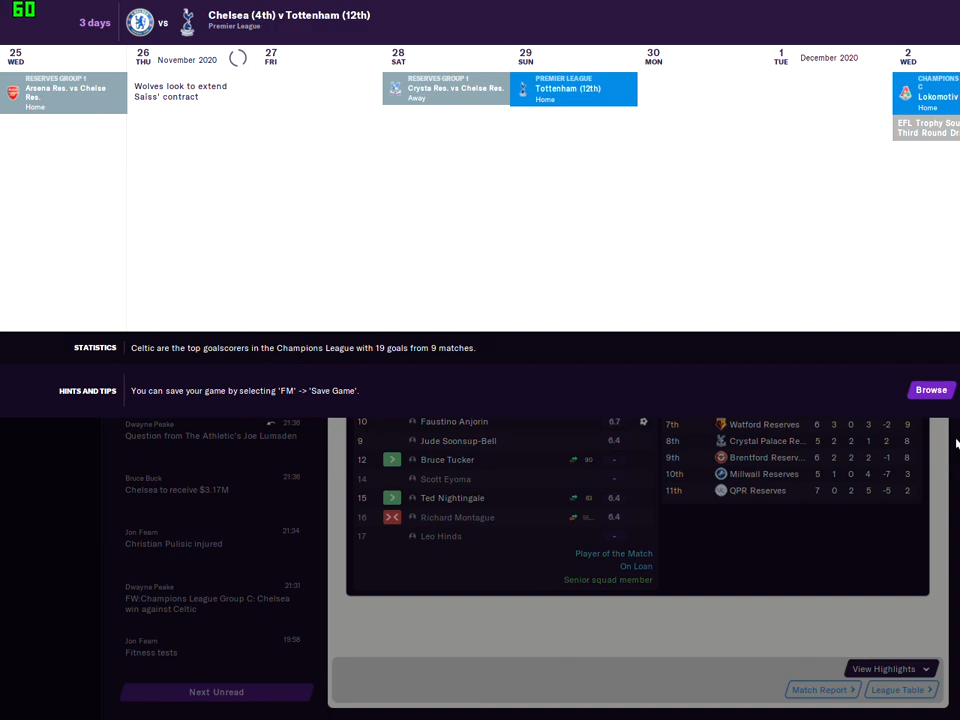 60
3 days
vs
Chelsea (4th) v Tottenham (12th)
Premier League
25
WED
26
THU
November 2020
27
FRI
28
SAT
29
SUN
30
MON
1
TUE
December 2020
2
WED
RESERVES GROUP 1
Arsena Res. vs Chelse
Res.
Home
Wolves look to extend
Saïss' contract
RESERVES GROUP 1
Crysta Res. vs Chelse Res.
Away
PREMIER LEAGUE
Tottenham (12th)
Home
CHAMPIONS
C
Lokomotiv
Home
EFL Trophy Sou
Third Round Dr
STATISTICS
Celtic are the top goalscorers in the Champions League with 19 goals from 9 matches.
HINTS AND TIPS
You can save your game by selecting 'FM' -> 'Save Game'.
Browse
Dwayne Peake
21:36
Question from The Athletic's Joe Lumsden
Bruce Buck
21:36
Chelsea to receive $3.17M
Jon Fearn
21:34
Christian Pulisic injured
Dwayne Peake
21:31
FW:Champions League Group C: Chelsea
win against Celtic
Jon Fearn
19:58
Fitness tests
Next Unread
10 Faustino Anjorin 6.7
9 Jude Soonsup-Bell 6.4
12 Bruce Tucker 90 -
14 Scott Eyoma -
15 Ted Nightingale 6.4
16 Richard Montague 6.4
17 Leo Hinds -
Player of the Match
On Loan
Senior squad member
7th Watford Reserves 6 3 0 3 -2 9
8th Crystal Palace Re... 5 2 2 1 2 8
9th Brentford Reserv... 6 2 2 2 -1 8
10th Millwall Reserves 5 1 0 4 -7 3
11th QPR Reserves 7 0 2 5 -5 2
View Highlights
Match Report >
League Table >